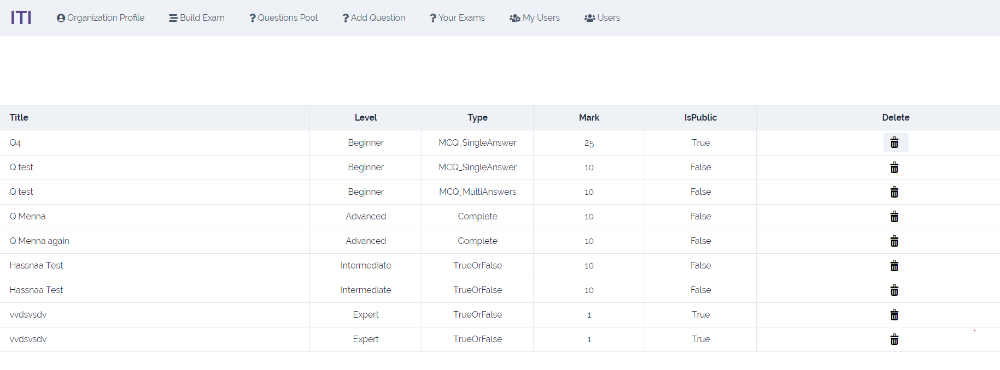 ITI Organization Profile Build Exam Questions Pool Add Question Your Exams My Users Users
Title Level Type Mark IsPublic Delete
Q4 Beginner MCQ_SingleAnswer 25 True
Q test Beginner MCQ_SingleAnswer 10 False
Q test Beginner MCQ_MultiAnswers 10 False
Q Menna Advanced Complete 10 False
Q Menna again Advanced Complete 10 False
Hassnaa Test Intermediate TrueOrFalse 10 False
Hassnaa Test Intermediate TrueOrFalse 10 False
vvdsvsdv Expert TrueOrFalse 1 True
vvdsvsdv Expert TrueOrFalse 1 True